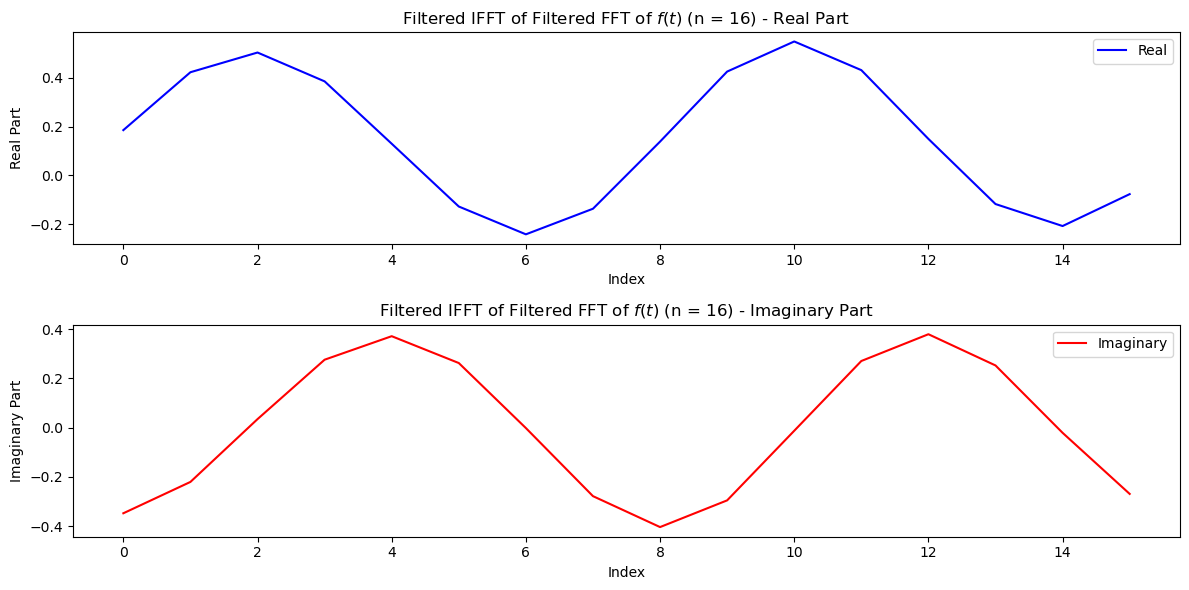 Filtered IFFT of Filtered FFT of f(t) (n = 16) - Real Part
Real
Real Part
0.4
0.2
0.0
−0.2
0 2 4 6 8 10 12 14
Index
Filtered IFFT of Filtered FFT of f(t) (n = 16) - Imaginary Part
Imaginary
Imaginary Part
0.4
0.2
0.0
−0.2
−0.4
0 2 4 6 8 10 12 14
Index